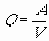 Q = A/V